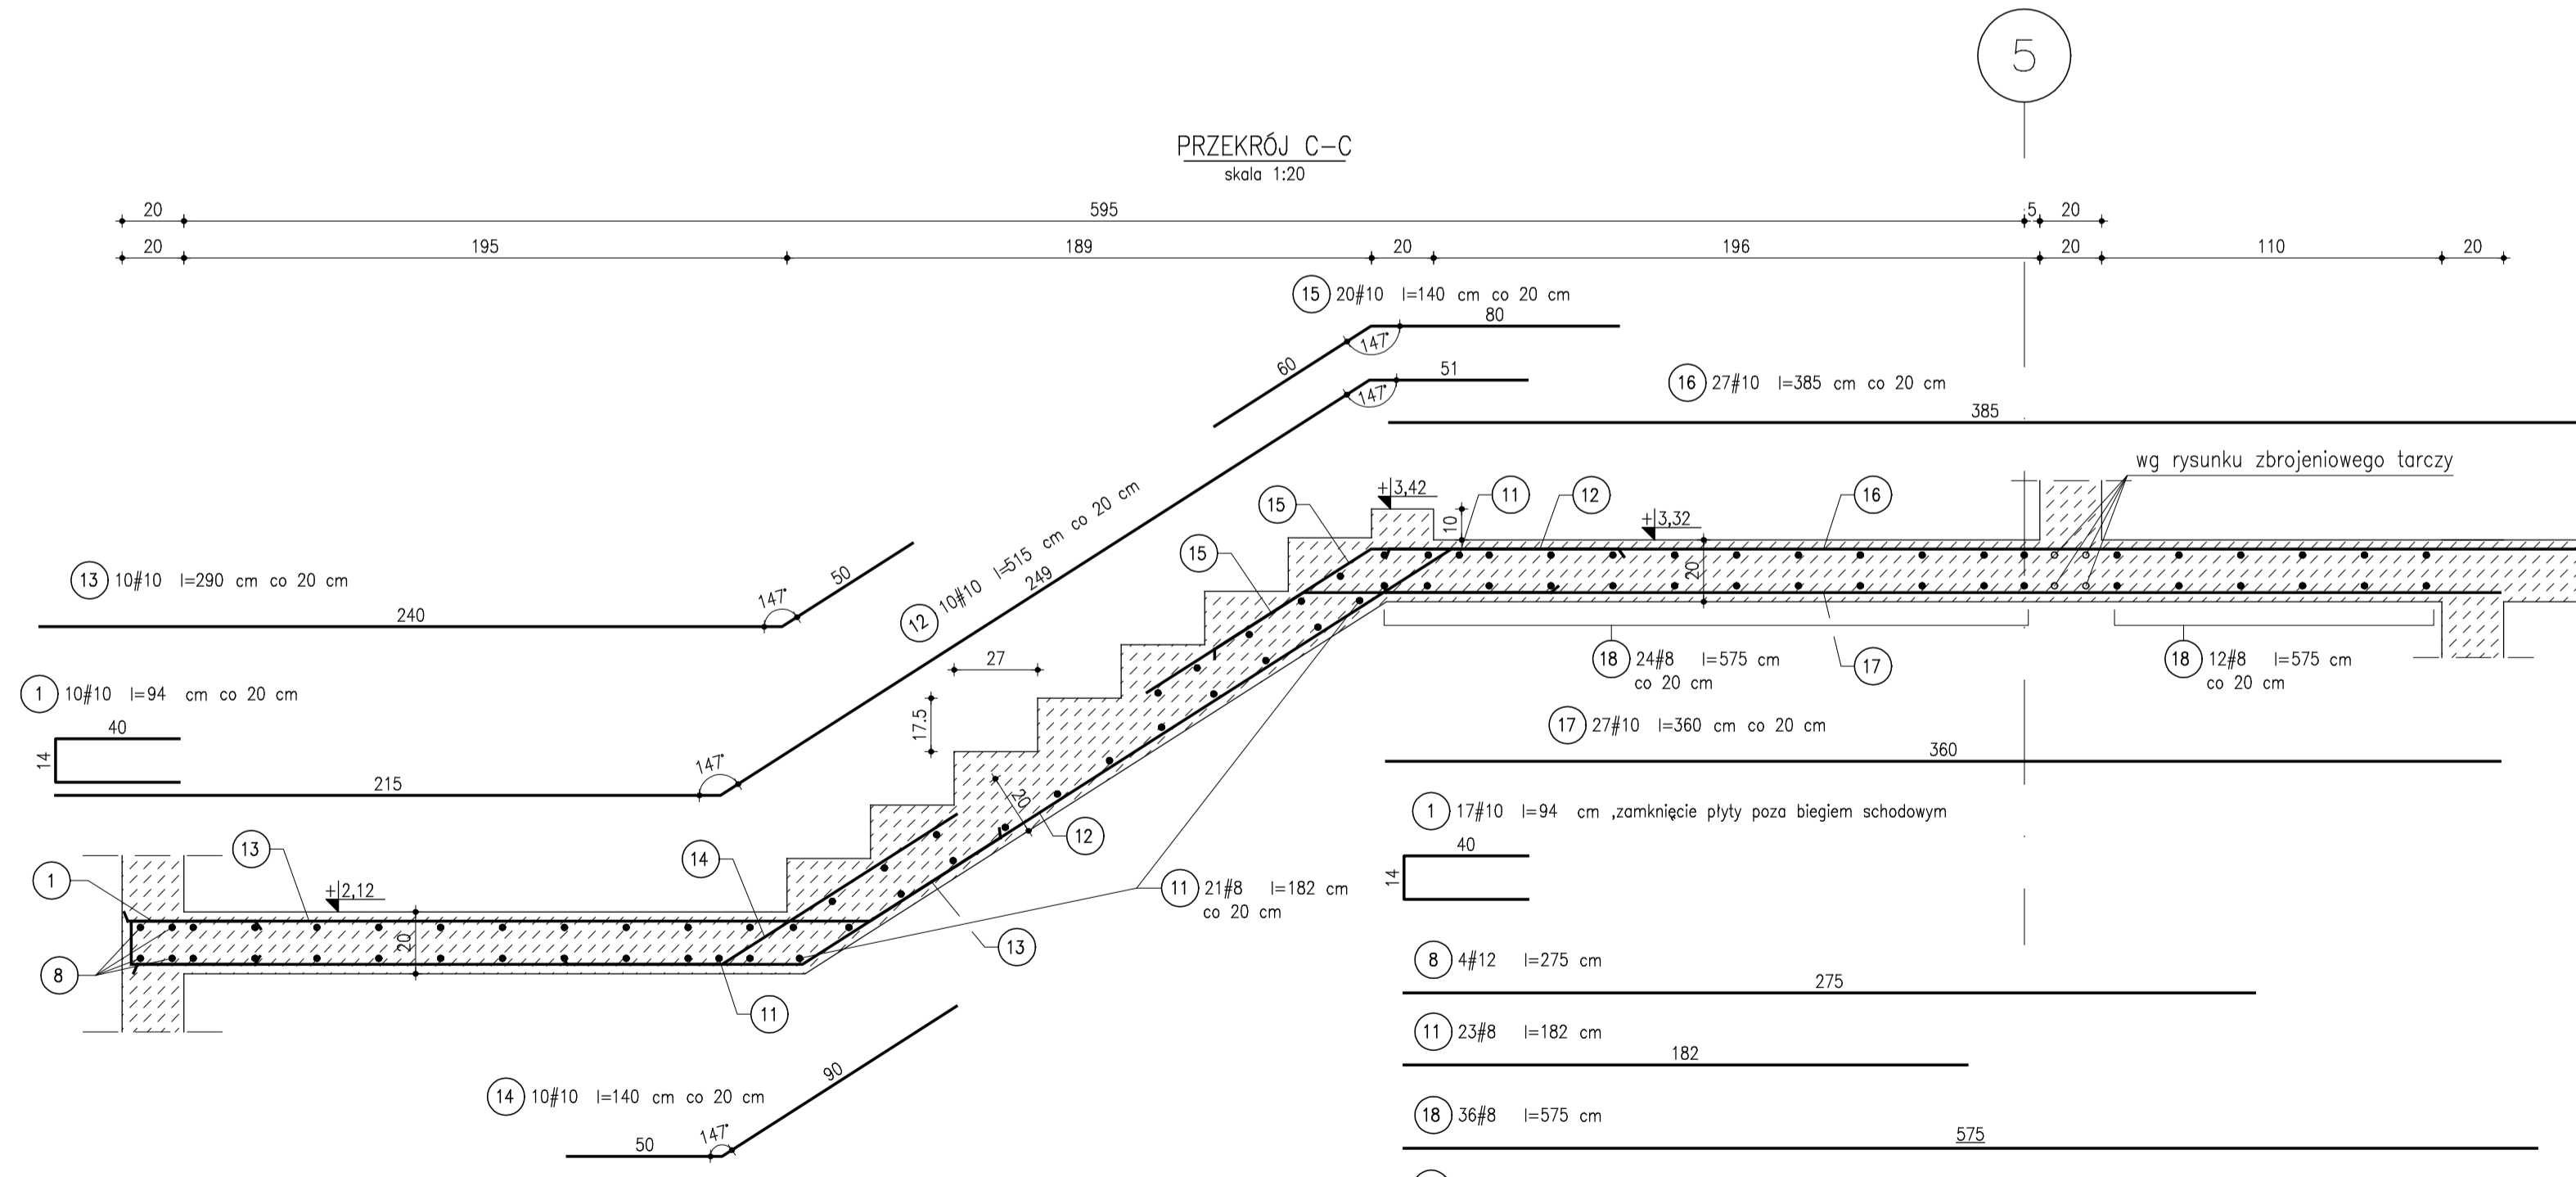 5
PRZEKRÓJ C–C
skala 1:20
20 595 5 20
20 195 189 20 196 20 110 20
15 20#10 l=140 cm co 20 cm
80
147°
60
51
147°
16 27#10 l=385 cm co 20 cm
385
wg rysunku zbrojeniowego tarczy
12 10#10 l=515 cm co 20 cm
249
15
+3,42
11
12
16
10
+3,32
15
20
13 10#10 l=290 cm co 20 cm
240
147°
50
18 24#8 l=575 cm
co 20 cm
17
18 12#8 l=575 cm
co 20 cm
27
17.5
1 10#10 l=94 cm co 20 cm
40
14
215
147°
17 27#10 l=360 cm co 20 cm
360
20
12
1 17#10 l=94 cm ,zamknięcie płyty poza biegiem schodowym
40
14
13
14
1
+2,12
11 21#8 l=182 cm
co 20 cm
20
13
8
11
8 4#12 l=275 cm
275
11 23#8 l=182 cm
182
14 10#10 l=140 cm co 20 cm
90
50
147°
18 36#8 l=575 cm
575